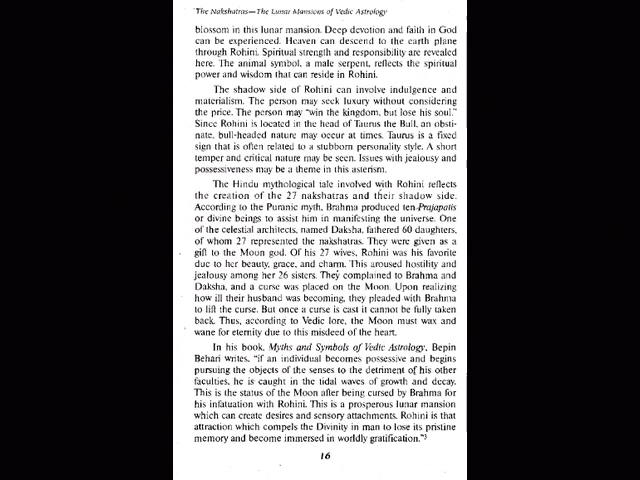 The Nakshatras—The Lunar Mansions of Vedic Astrology
blossom in this lunar mansion. Deep devotion and faith in God
can be experienced. Heaven can descend to the earth plane
through Rohini. Spiritual strength and responsibility are revealed
here. The animal symbol, a male serpent, reflects the spiritual
power and wisdom that can reside in Rohini.
The shadow side of Rohini can involve indulgence and
materialism. The person may seek luxury without considering
the price. The person may "win the kingdom, but lose his soul."
Since Rohini is located in the head of Taurus the Bull, an obsti-
nate, bull-headed nature may occur at times. Taurus is a fixed
sign that is often related to a stubborn personality style. A short
temper and critical nature may be seen. Issues with jealousy and
possessiveness may be a theme in this asterism.
The Hindu mythological tale involved with Rohini reflects
the creation of the 27 nakshatras and their shadow side.
According to the Puranic myth, Brahma produced ten Prajapatis
or divine beings to assist him in manifesting the universe. One
of the celestial architects, named Daksha, fathered 60 daughters,
of whom 27 represented the nakshatras. They were given as a
gift to the Moon god. Of his 27 wives, Rohini was his favorite
due to her beauty, grace, and charm. This aroused hostility and
jealousy among her 26 sisters. They complained to Brahma and
Daksha, and a curse was placed on the Moon. Upon realizing
how ill their husband was becoming, they pleaded with Brahma
to lift the curse. But once a curse is cast it cannot be fully taken
back. Thus, according to Vedic lore, the Moon must wax and
wane for eternity due to this misdeed of the heart.
In his book, Myths and Symbols of Vedic Astrology, Bepin
Behari writes, "if an individual becomes possessive and begins
pursuing the objects of the senses to the detriment of his other
faculties, he is caught in the tidal waves of growth and decay.
This is the status of the Moon after being cursed by Brahma for
his infatuation with Rohini. This is a prosperous lunar mansion
which can create desires and sensory attachments. Rohini is that
attraction which compels the Divinity in man to lose its pristine
memory and become immersed in worldly gratification."3
16